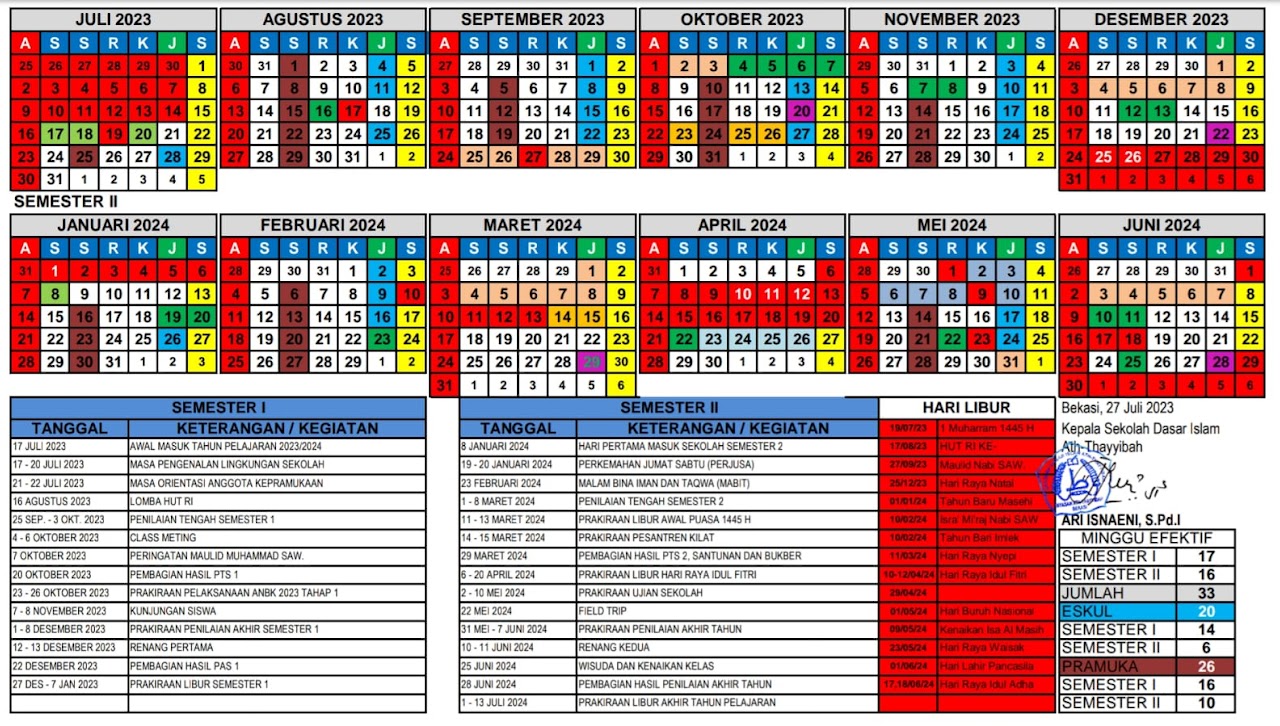 JULI 2023
A S S R K J S
25 26 27 28 29 30 1
2 3 4 5 6 7 8
9 10 11 12 13 14 15
16 17 18 19 20 21 22
23 24 25 26 27 28 29
30 31 1 2 3 4 5
AGUSTUS 2023
A S S R K J S
30 31 1 2 3 4 5
6 7 8 9 10 11 12
13 14 15 16 17 18 19
20 21 22 23 24 25 26
27 28 29 30 31 1 2
SEPTEMBER 2023
A S S R K J S
27 28 29 30 31 1 2
3 4 5 6 7 8 9
10 11 12 13 14 15 16
17 18 19 20 21 22 23
24 25 26 27 28 29 30
OKTOBER 2023
A S S R K J S
1 2 3 4 5 6 7
8 9 10 11 12 13 14
15 16 17 18 19 20 21
22 23 24 25 26 27 28
29 30 31 1 2 3 4
NOVEMBER 2023
A S S R K J S
29 30 31 1 2 3 4
5 6 7 8 9 10 11
12 13 14 15 16 17 18
19 20 21 22 23 24 25
26 27 28 29 30 1 2
DESEMBER 2023
A S S R K J S
26 27 28 29 30 1 2
3 4 5 6 7 8 9
10 11 12 13 14 15 16
17 18 19 20 21 22 23
24 25 26 27 28 29 30
31 1 2 3 4 5 6
SEMESTER II
JANUARI 2024
A S S R K J S
31 1 2 3 4 5 6
7 8 9 10 11 12 13
14 15 16 17 18 19 20
21 22 23 24 25 26 27
28 29 30 31 1 2 3
FEBRUARI 2024
A S S R K J S
28 29 30 31 1 2 3
4 5 6 7 8 9 10
11 12 13 14 15 16 17
18 19 20 21 22 23 24
25 26 27 28 29 1 2
MARET 2024
A S S R K J S
25 26 27 28 29 1 2
3 4 5 6 7 8 9
10 11 12 13 14 15 16
17 18 19 20 21 22 23
24 25 26 27 28 29 30
31 1 2 3 4 5 6
APRIL 2024
A S S R K J S
31 1 2 3 4 5 6
7 8 9 10 11 12 13
14 15 16 17 18 19 20
21 22 23 24 25 26 27
28 29 30 1 2 3 4
MEI 2024
A S S R K J S
28 29 30 1 2 3 4
5 6 7 8 9 10 11
12 13 14 15 16 17 18
19 20 21 22 23 24 25
26 27 28 29 30 31 1
JUNI 2024
A S S R K J S
26 27 28 29 30 31 1
2 3 4 5 6 7 8
9 10 11 12 13 14 15
16 17 18 19 20 21 22
23 24 25 26 27 28 29
30 1 2 3 4 5 6
SEMESTER I
TANGGAL KETERANGAN / KEGIATAN
17 JULI 2023 AWAL MASUK TAHUN PELAJARAN 2023/2024
17 - 20 JULI 2023 MASA PENGENALAN LINGKUNGAN SEKOLAH
21 - 22 JULI 2023 MASA ORIENTASI ANGGOTA KEPRAMUKAAN
16 AGUSTUS 2023 LOMBA HUT RI
25 SEP. - 3 OKT. 2023 PENILAIAN TENGAH SEMESTER 1
4 - 6 OKTOBER 2023 CLASS METING
7 OKTOBER 2023 PERINGATAN MAULID MUHAMMAD SAW.
20 OKTOBER 2023 PEMBAGIAN HASIL PTS 1
23 - 26 OKTOBER 2023 PRAKIRAAN PELAKSANAAN ANBK 2023 TAHAP 1
7 - 8 NOVEMBER 2023 KUNJUNGAN SISWA
1 - 8 DESEMBER 2023 PRAKIRAAN PENILAIAN AKHIR SEMESTER 1
12 - 13 DESEMBER 2023 RENANG PERTAMA
22 DESEMBER 2023 PEMBAGIAN HASIL PAS 1
27 DES - 7 JAN 2023 PRAKIRAAN LIBUR SEMESTER 1
SEMESTER II
TANGGAL KETERANGAN / KEGIATAN
8 JANUARI 2024 HARI PERTAMA MASUK SEKOLAH SEMESTER 2
19 - 20 JANUARI 2024 PERKEMAHAN JUMAT SABTU (PERJUSA)
23 FEBRUARI 2024 MALAM BINA IMAN DAN TAQWA (MABIT)
1 - 8 MARET 2024 PENILAIAN TENGAH SEMESTER 2
11 - 13 MARET 2024 PRAKIRAAN LIBUR AWAL PUASA 1445 H
14 - 15 MARET 2024 PRAKIRAAN PESANTREN KILAT
29 MARET 2024 PEMBAGIAN HASIL PTS 2, SANTUNAN DAN BUKBER
6 - 20 APRIL 2024 PRAKIRAAN LIBUR HARI RAYA IDUL FITRI
2 - 10 MEI 2024 PRAKIRAAN UJIAN SEKOLAH
22 MEI 2024 FIELD TRIP
31 MEI - 7 JUNI 2024 PRAKIRAAN PENILAIAN AKHIR TAHUN
10 - 11 JUNI 2024 RENANG KEDUA
25 JUNI 2024 WISUDA DAN KENAIKAN KELAS
28 JUNI 2024 PEMBAGIAN HASIL PENILAIAN AKHIR TAHUN
1 - 13 JULI 2024 PRAKIRAAN LIBUR AKHIR TAHUN PELAJARAN
HARI LIBUR
19/07/23 1 Muharram 1445 H
17/08/23 HUT RI KE-
27/09/23 Maulid Nabi SAW.
25/12/23 Hari Raya Natal
01/01/24 Tahun Baru Masehi
19/02/24 Isra' Mi'raj Nabi SAW
10/02/24 Tahun Bari Imlek
11/03/24 Hari Raya Nyepi
10-12/04/24 Hari Raya Idul Fitri
29/04/24
01/05/24 Hari Buruh Nasional
09/05/24 Kenaikan Isa Al Masih
23/05/24 Hari Raya Waisak
01/06/24 Hari Lahir Pancasila
17,18/06/24 Hari Raya Idul Adha
Bekasi, 27 Juli 2023
Kepala Sekolah Dasar Islam
Ath-Thayyibah
ARI ISNAENI, S.Pd.I
MINGGU EFEKTIF
SEMESTER I 17
SEMESTER II 16
JUMLAH 33
ESKUL 20
SEMESTER I 14
SEMESTER II 6
PRAMUKA 26
SEMESTER I 16
SEMESTER II 10